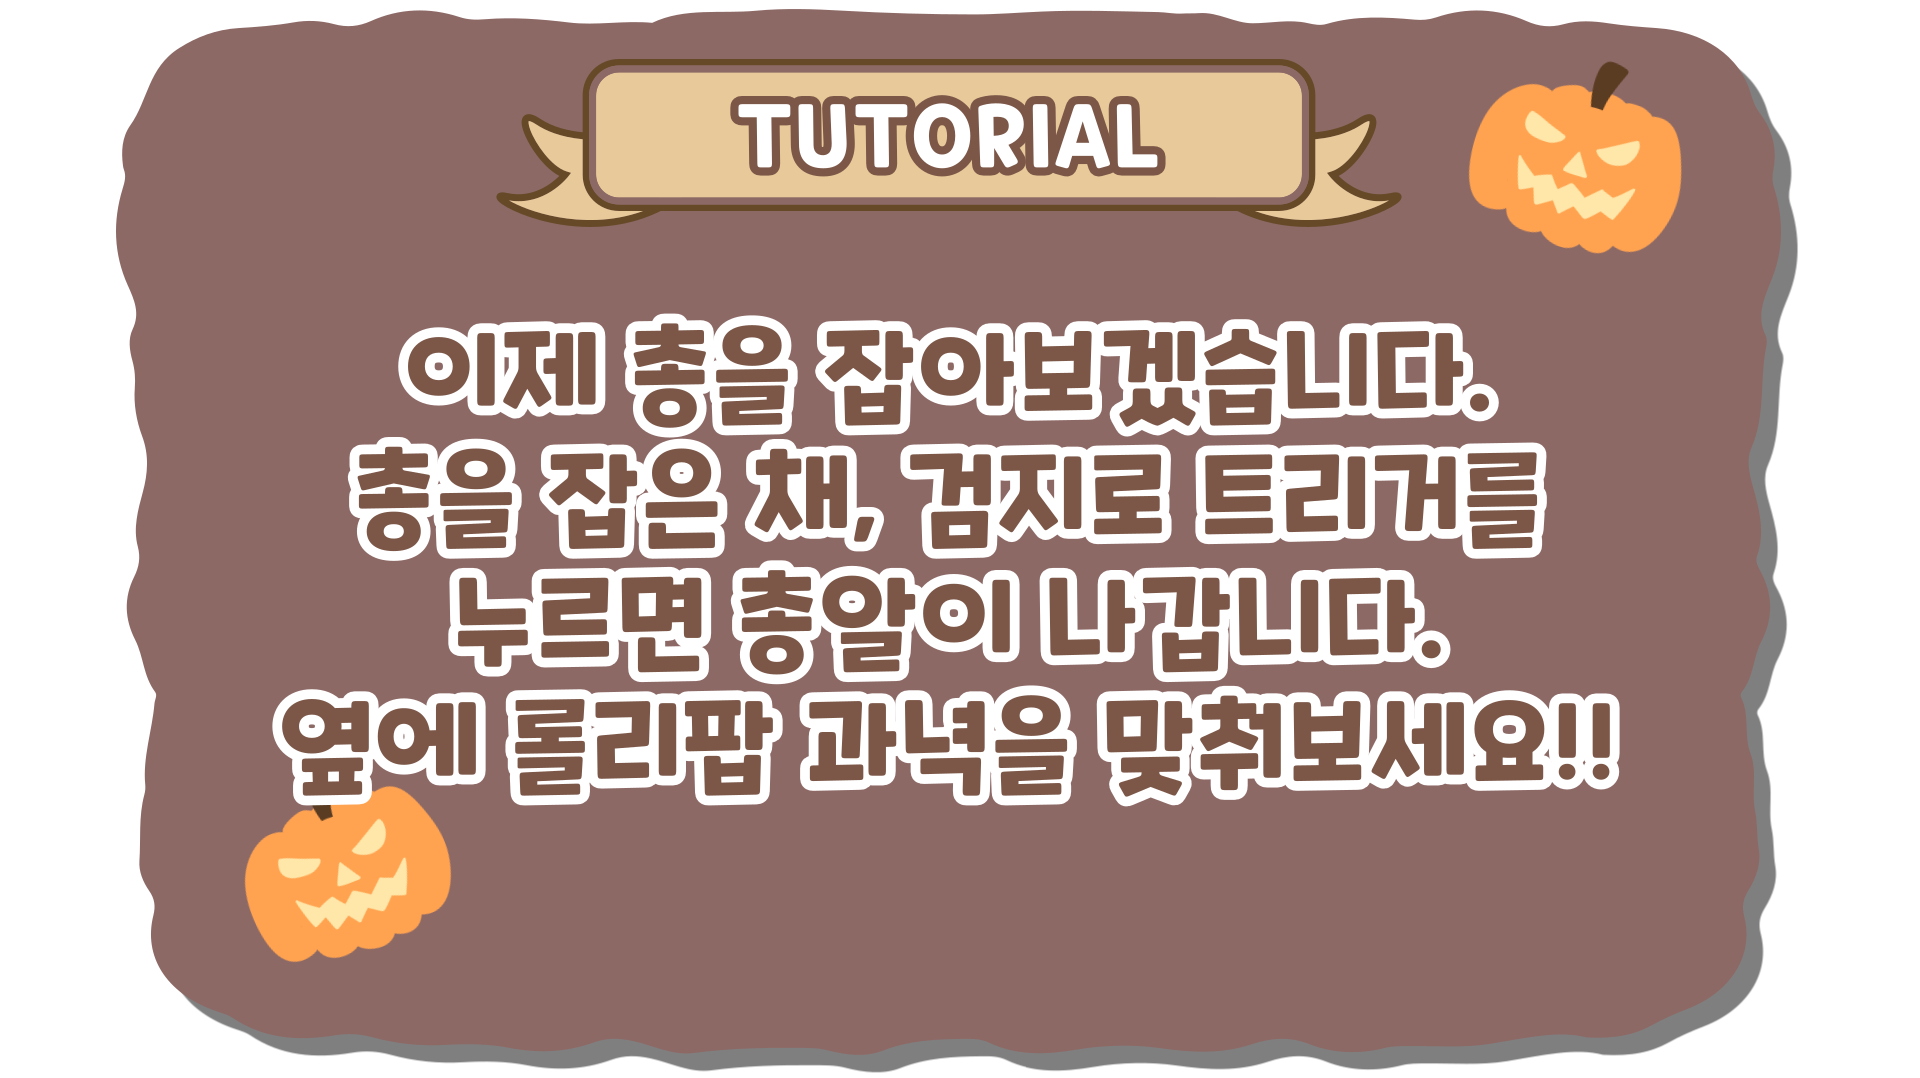 TUTORIAL
이제 총을 잡아보겠습니다.
총을 잡은 채, 검지로 트리거를
누르면 총알이 나갑니다.
옆에 롤리팝 과녁을 맞춰보세요!!